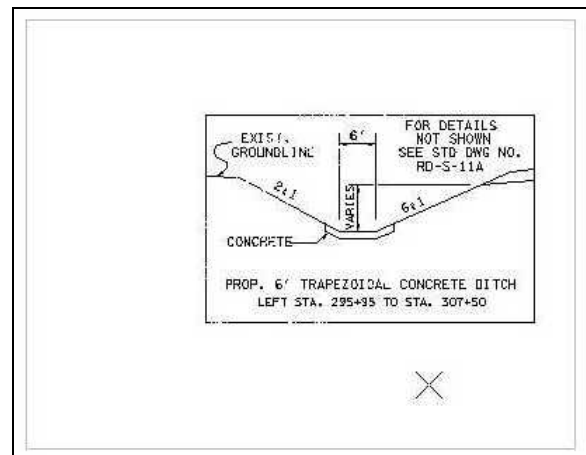 FOR DETAILS
NOT SHOWN
SEE STD DWG NO.
RD-S-11A
EXIST.
GROUNDLINE
6'
2:1
VARIES
6:1
CONCRETE
PROP. 6' TRAPEZOIDAL CONCRETE DITCH
LEFT STA. 295+95 TO STA. 307+50